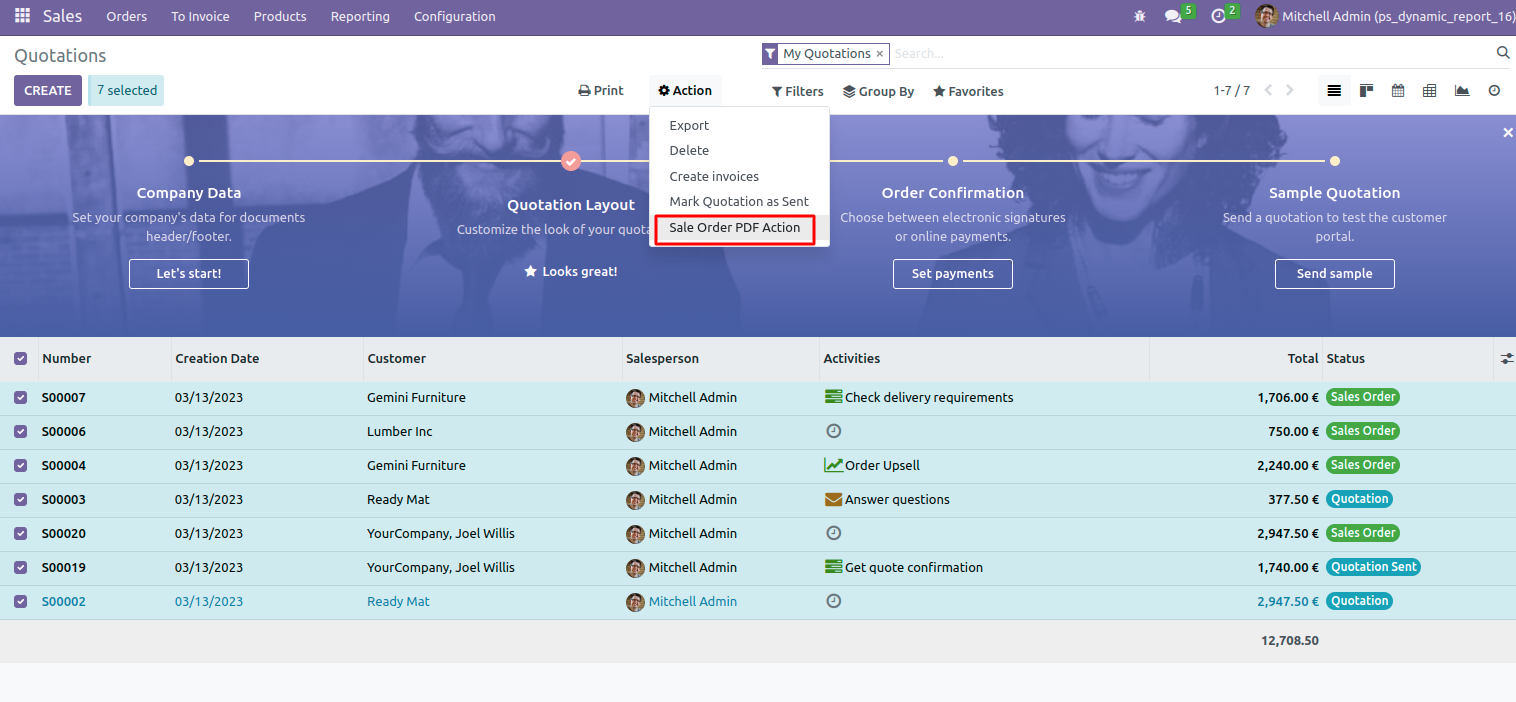 Sales Orders To Invoice Products Reporting Configuration 5 2 Mitchell Admin (ps_dynamic_report_16)
Quotations
My Quotations × Search...
CREATE 7 selected Print Action Filters Group By Favorites 1-7 / 7
Export
Delete
Create invoices
Mark Quotation as Sent
Sale Order PDF Action
Company Data
Set your company's data for documents
header/footer.
Let's start!
Quotation Layout
Customize the look of your quota
Looks great!
Order Confirmation
Choose between electronic signatures
or online payments.
Set payments
Sample Quotation
Send a quotation to test the customer
portal.
Send sample
Number Creation Date Customer Salesperson Activities Total Status
S00007 03/13/2023 Gemini Furniture Mitchell Admin Check delivery requirements 1,706.00 € Sales Order
S00006 03/13/2023 Lumber Inc Mitchell Admin 750.00 € Sales Order
S00004 03/13/2023 Gemini Furniture Mitchell Admin Order Upsell 2,240.00 € Sales Order
S00003 03/13/2023 Ready Mat Mitchell Admin Answer questions 377.50 € Quotation
S00020 03/13/2023 YourCompany, Joel Willis Mitchell Admin 2,947.50 € Sales Order
S00019 03/13/2023 YourCompany, Joel Willis Mitchell Admin Get quote confirmation 1,740.00 € Quotation Sent
S00002 03/13/2023 Ready Mat Mitchell Admin 2,947.50 € Quotation
12,708.50